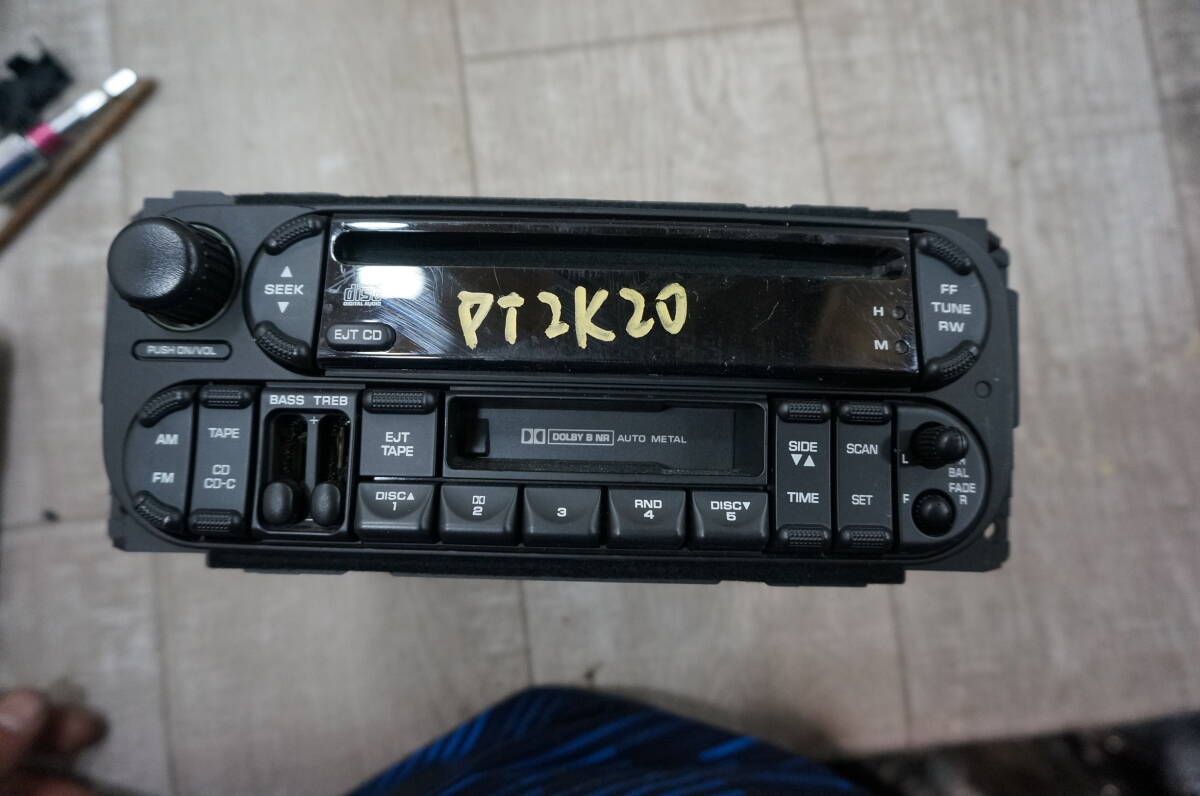 ▲
SEEK
▼
PUSH ON/VOL
disc
DIGITAL AUDIO
EJT CD
PT2K20
H
M
FF
TUNE
RW
AM
FM
TAPE
CD
CD-C
BASS TREB
+
EJT
TAPE
DOLBY B NR AUTO METAL
DISC▲
1
2
3
RND
4
DISC▼
5
SIDE
▼▲
TIME
SCAN
SET
L
R
BAL
FADE
F
R